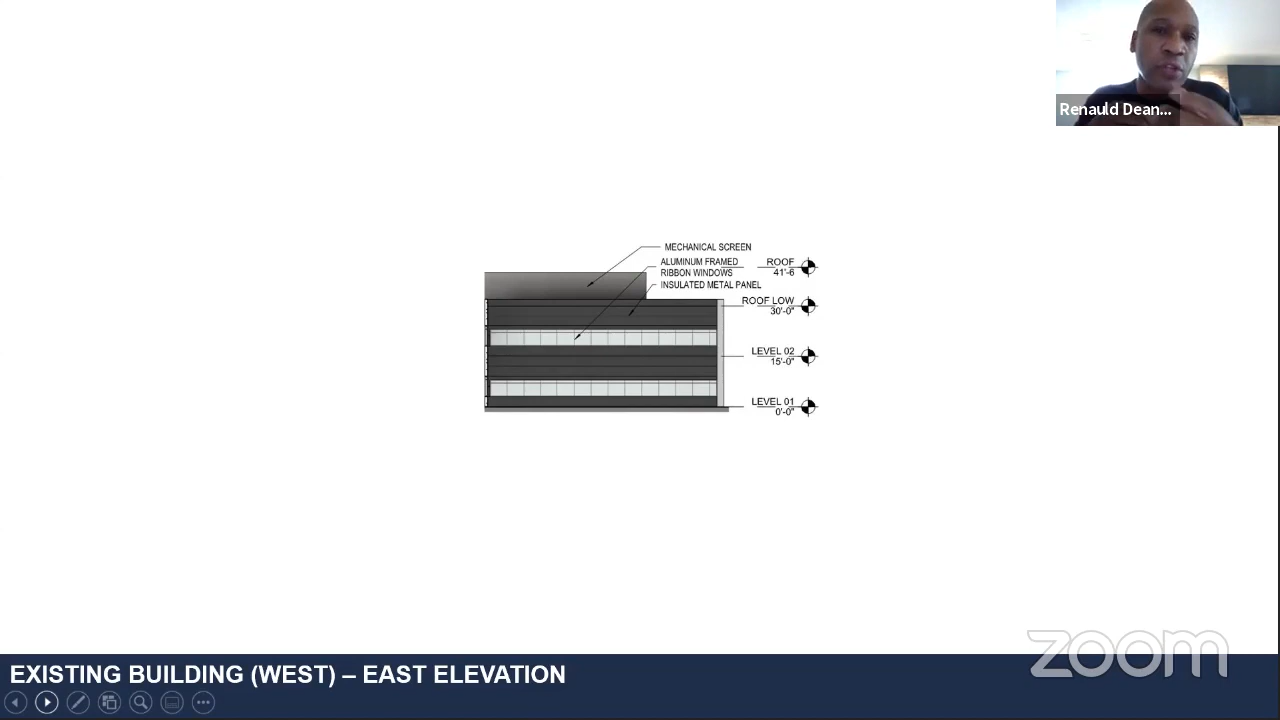 Renauld Dean...
MECHANICAL SCREEN
ALUMINUM FRAMED
RIBBON WINDOWS
INSULATED METAL PANEL
ROOF
41'-6
ROOF LOW
30'-0"
LEVEL 02
15'-0"
LEVEL 01
0'-0"
zoom
EXISTING BUILDING (WEST) – EAST ELEVATION